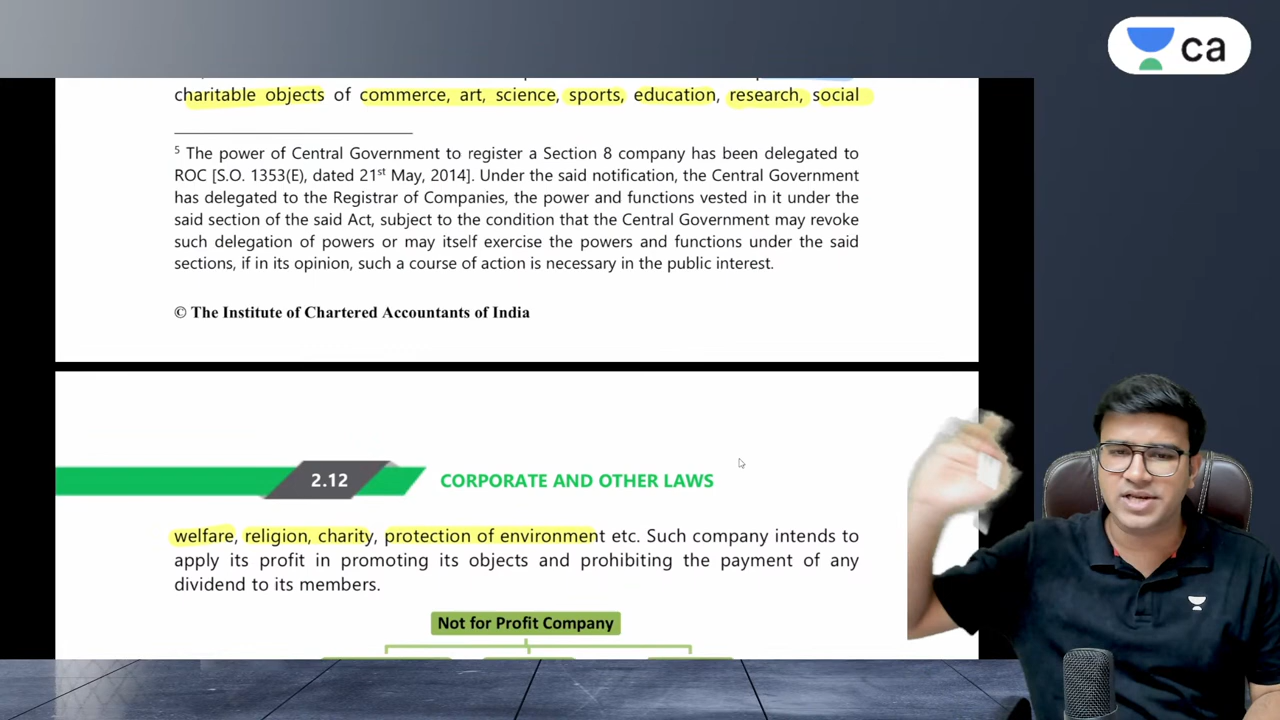 ca
charitable objects of commerce, art, science, sports, education, research, social
5 The power of Central Government to register a Section 8 company has been delegated to
ROC [S.O. 1353(E), dated 21st May, 2014]. Under the said notification, the Central Government
has delegated to the Registrar of Companies, the power and functions vested in it under the
said section of the said Act, subject to the condition that the Central Government may revoke
such delegation of powers or may itself exercise the powers and functions under the said
sections, if in its opinion, such a course of action is necessary in the public interest.
© The Institute of Chartered Accountants of India
2.12 CORPORATE AND OTHER LAWS
welfare, religion, charity, protection of environment etc. Such company intends to
apply its profit in promoting its objects and prohibiting the payment of any
dividend to its members.
Not for Profit Company